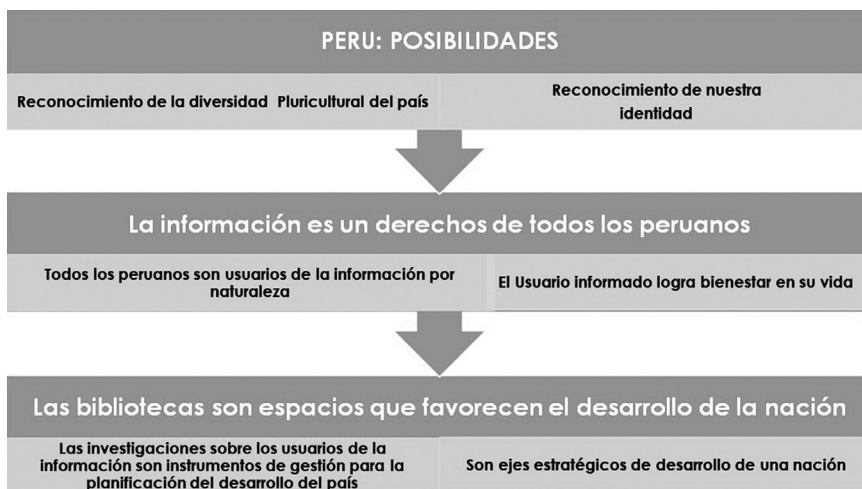 PERU: POSIBILIDADES
Reconocimiento de la diversidad Pluricultural del país
Reconocimiento de nuestra
identidad
La información es un derechos de todos los peruanos
Todos los peruanos son usuarios de la información por
naturaleza
El Usuario informado logra bienestar en su vida
Las bibliotecas son espacios que favorecen el desarrollo de la nación
Las investigaciones sobre los usuarios de la
información son instrumentos de gestión para la
planificación del desarrollo del país
Son ejes estratégicos de desarrollo de una nación